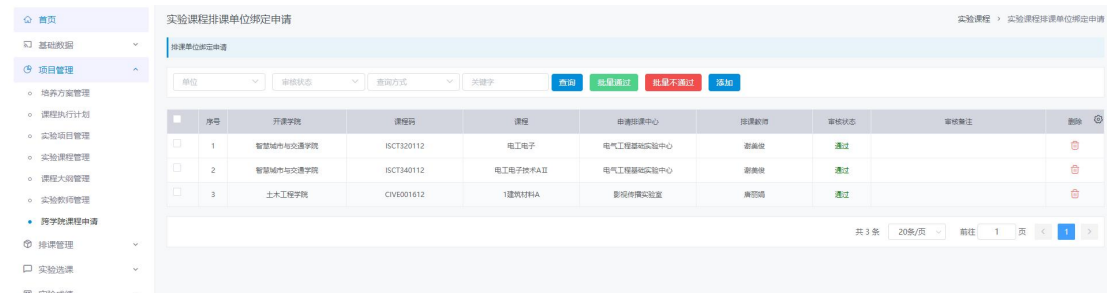 首页
基础数据
项目管理
培养方案管理
课程执行计划
实验项目管理
实验课程管理
课程大纲管理
实验教师管理
跨学院课程申请
排课管理
实验选课
实验课程排课单位绑定申请
实验课程 > 实验课程排课单位绑定申请
排课单位绑定申请
单位 审核状态 查询方式 关键字 查询 批量通过 批量不通过 添加
序号 开课学院 课程码 课程 申请排课中心 排课教师 审核状态 审核备注 删除
1 智慧城市与交通学院 ISCT320112 电工电子 电气工程基础实验中心 谢美俊 通过
2 智慧城市与交通学院 ISCT340112 电工电子技术AII 电气工程基础实验中心 谢美俊 通过
3 土木工程学院 CIVE001612 1建筑材料A 影视传播实验室 通过
共 3 条 20条/页 前往 1 页 1